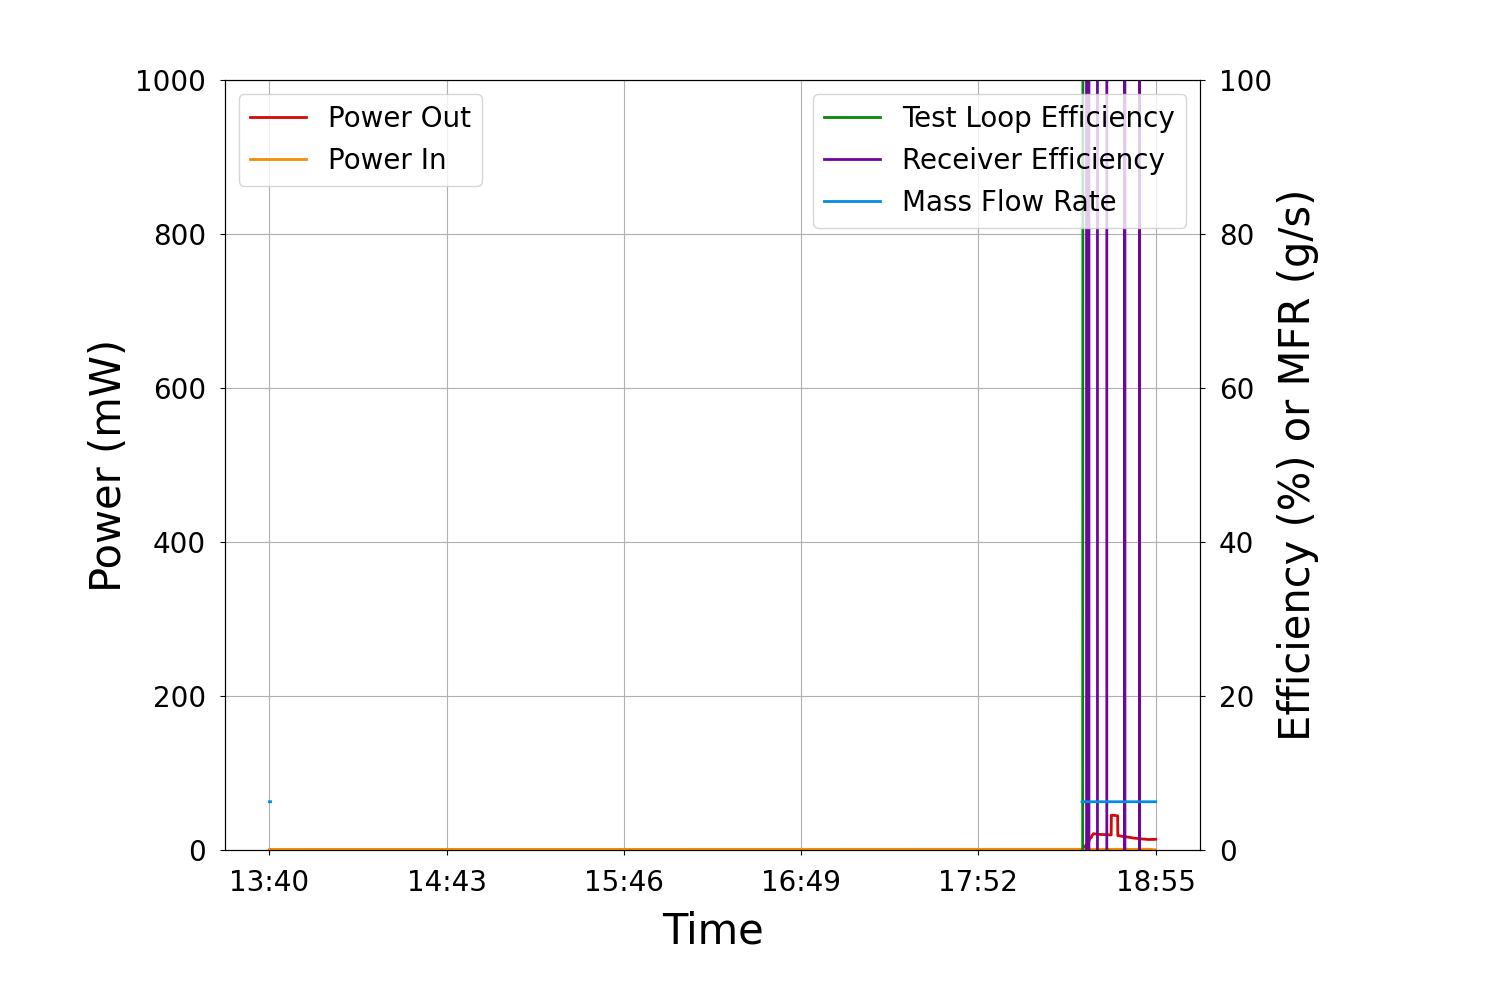 1000
800
600
400
200
0
Power (mW)
Power Out
Power In
Test Loop Efficiency
Receiver Efficiency
Mass Flow Rate
100
80
60
40
20
0
Efficiency (%) or MFR (g/s)
13:40 14:43 15:46 16:49 17:52 18:55
Time